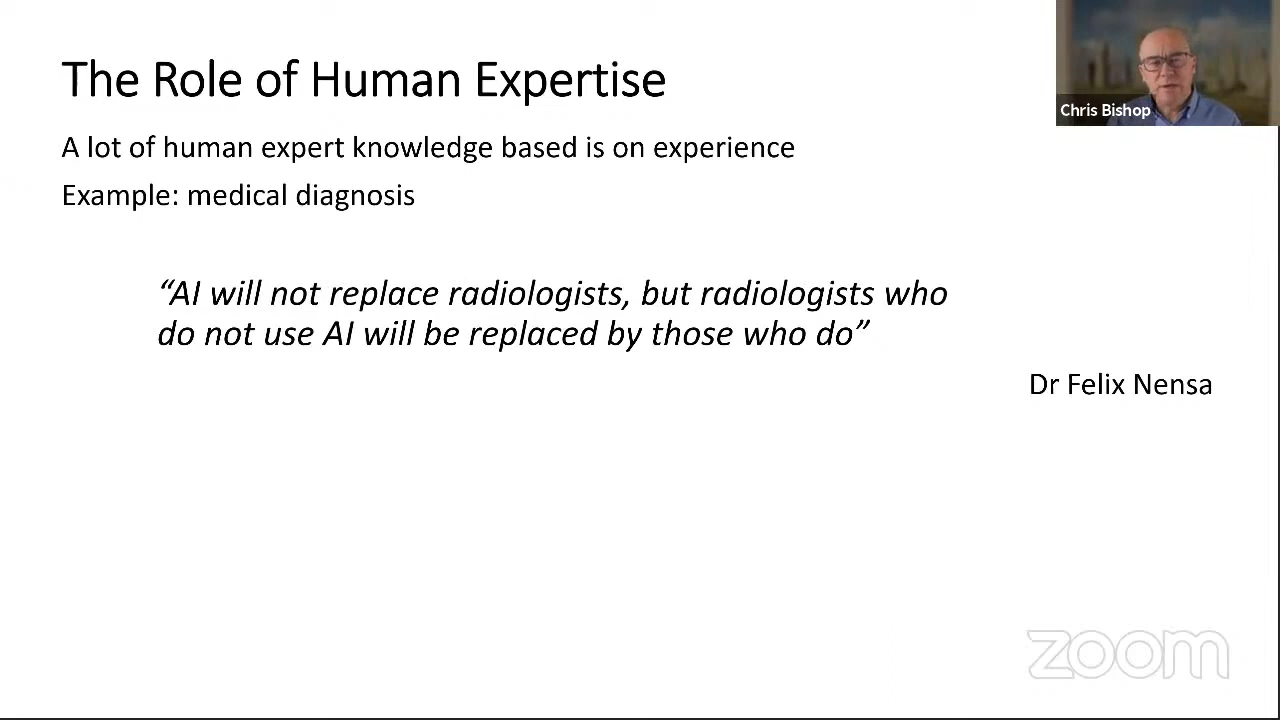 The Role of Human Expertise
Chris Bishop
A lot of human expert knowledge based is on experience
Example: medical diagnosis
“AI will not replace radiologists, but radiologists who
do not use AI will be replaced by those who do”
Dr Felix Nensa
zoom